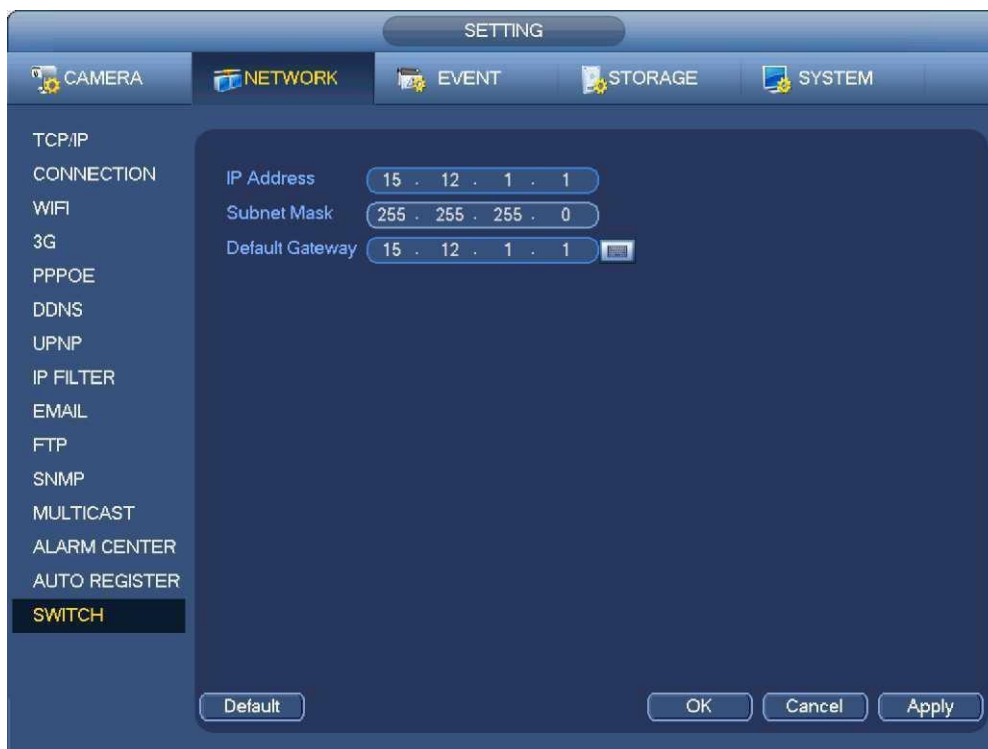 SETTING
CAMERA NETWORK EVENT STORAGE SYSTEM
TCP/IP
CONNECTION
WIFI
3G
PPPOE
DDNS
UPNP
IP FILTER
EMAIL
FTP
SNMP
MULTICAST
ALARM CENTER
AUTO REGISTER
SWITCH
IP Address 15 . 12 . 1 . 1
Subnet Mask 255 . 255 . 255 . 0
Default Gateway 15 . 12 . 1 . 1
Default OK Cancel Apply